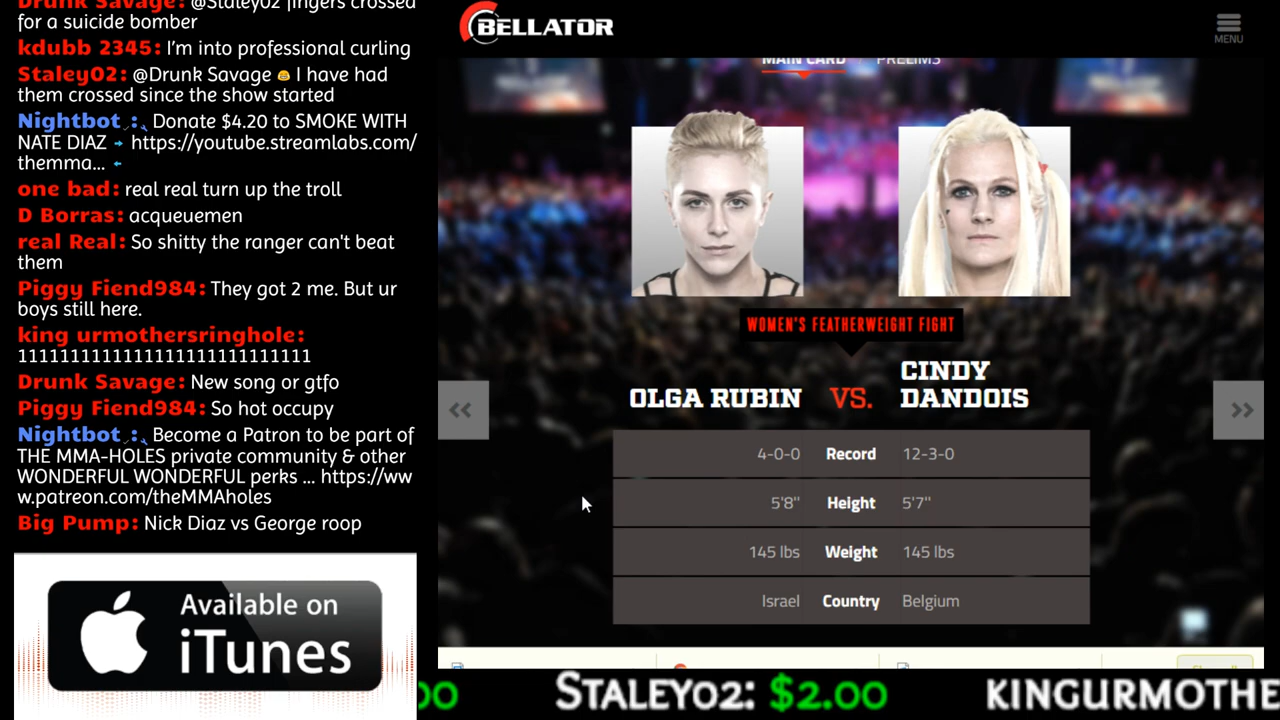 Drunk Savage: @Staley02 fingers crossed
for a suicide bomber
kdubb 2345: I'm into professional curling
Staley02: @Drunk Savage I have had
them crossed since the show started
Nightbot: Donate $4.20 to SMOKE WITH
NATE DIAZ → https://youtube.streamlabs.com/
themma... ←
one bad: real real turn up the troll
D Borras: acqueuemen
real Real: So shitty the ranger can't beat
them
Piggy Fiend984: They got 2 me. But ur
boys still here.
king urmothersringhole:
1111111111111111111111111111
Drunk Savage: New song or gtfo
Piggy Fiend984: So hot occupy
Nightbot: Become a Patron to be part of
THE MMA-HOLES private community & other
WONDERFUL WONDERFUL perks ... https://ww
w.patreon.com/theMMAholes
Big Pump: Nick Diaz vs George roop
Available on
iTunes
BELLATOR
MENU
MAIN CARD / PRELIMS
WOMEN'S FEATHERWEIGHT FIGHT
OLGA RUBIN VS. CINDY
DANDOIS
4-0-0 Record 12-3-0
5'8" Height 5'7"
145 lbs Weight 145 lbs
Israel Country Belgium
00 STALEY02: $2.00 KINGURMOTHE